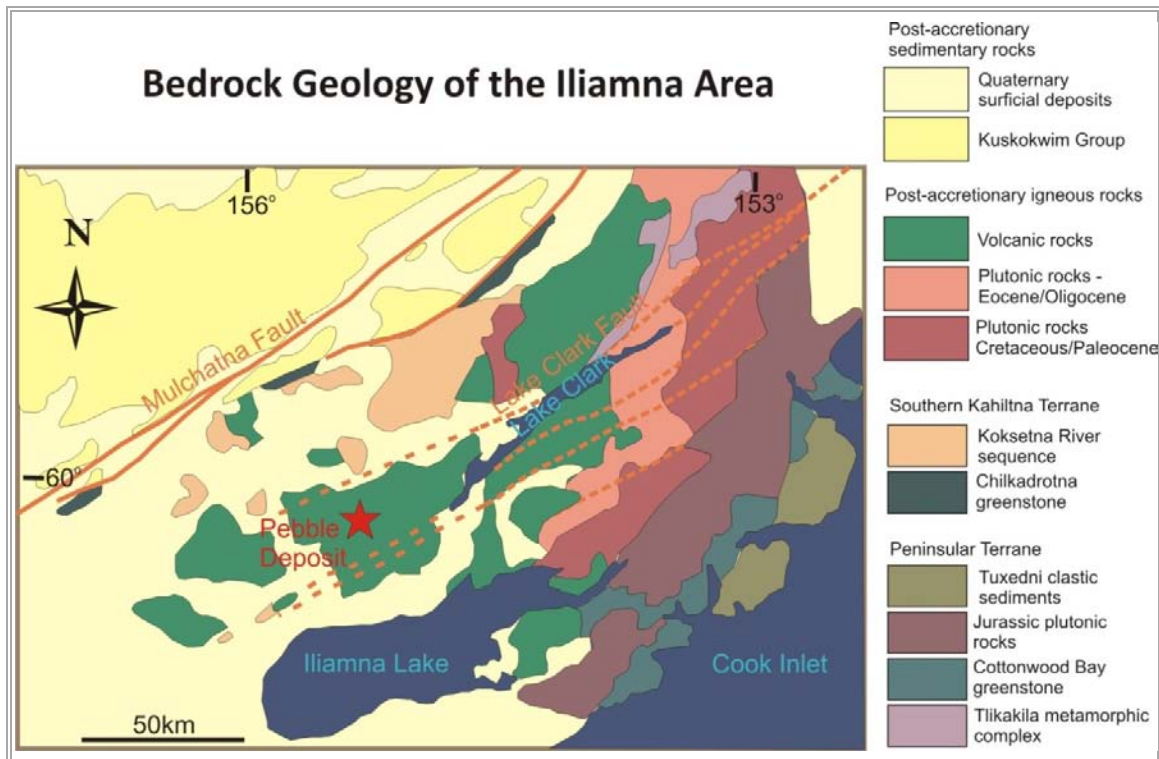 Bedrock Geology of the Iliamna Area
156°
153°
N
Mulchatna Fault
Lake Clark Fault
Lake Clark
60°
Pebble
Deposit
Iliamna Lake
Cook Inlet
50km
Post-accretionary
sedimentary rocks
Quaternary
surficial deposits
Kuskokwim Group
Post-accretionary igneous rocks
Volcanic rocks
Plutonic rocks -
Eocene/Oligocene
Plutonic rocks
Cretaceous/Paleocene
Southern Kahiltna Terrane
Koksetna River
sequence
Chilkadrotna
greenstone
Peninsular Terrane
Tuxedni clastic
sediments
Jurassic plutonic
rocks
Cottonwood Bay
greenstone
Tlikakila metamorphic
complex